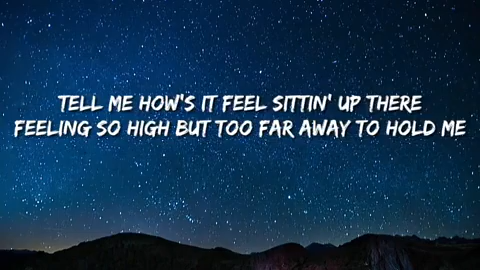 TELL ME HOW'S IT FEEL SITTIN' UP THERE
FEELING SO HIGH BUT TOO FAR AWAY TO HOLD ME